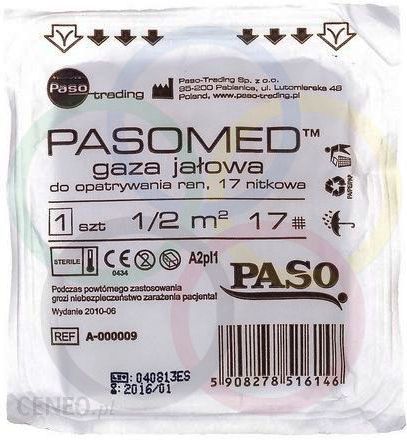 Paso trading
Paso-Trading Sp. z o.o.
95-200 Pabianice, ul. Lutomierska 48
Poland, www.paso-trading.pl
PASOMED™
gaza jałowa
do opatrywania ran, 17 nitkowa
PAPIER
1 szt 1/2 m² 17#
STERILE
0434
A2pl1
PASO
Podczas powtórnego zastosowania
grozi niebezpieczeństwo zarażenia pacjenta!
Wydanie 2010-06
REF A-000009
LOT: 040813ES
: 2016/01
5 908278 516146
CENEO.pl